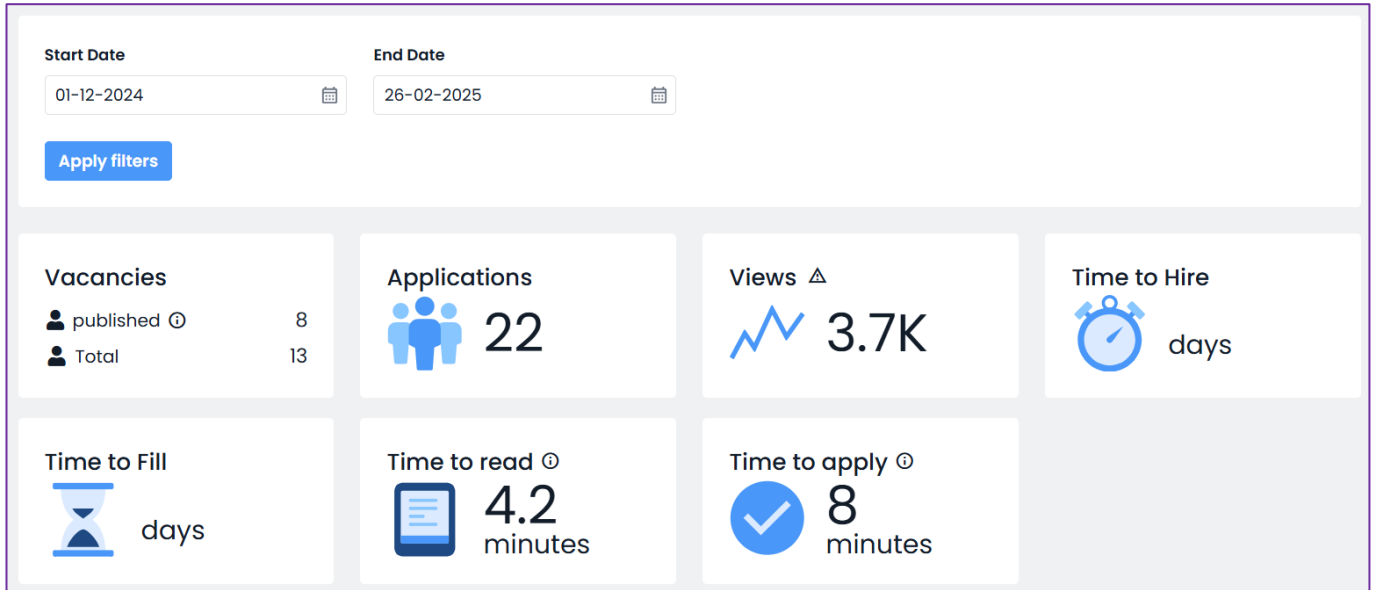 Start Date
End Date
01-12-2024
26-02-2025
Apply filters
Vacancies
published 8
Total 13
Applications
22
Views
3.7K
Time to Hire
days
Time to Fill
days
Time to read
4.2
minutes
Time to apply
8
minutes